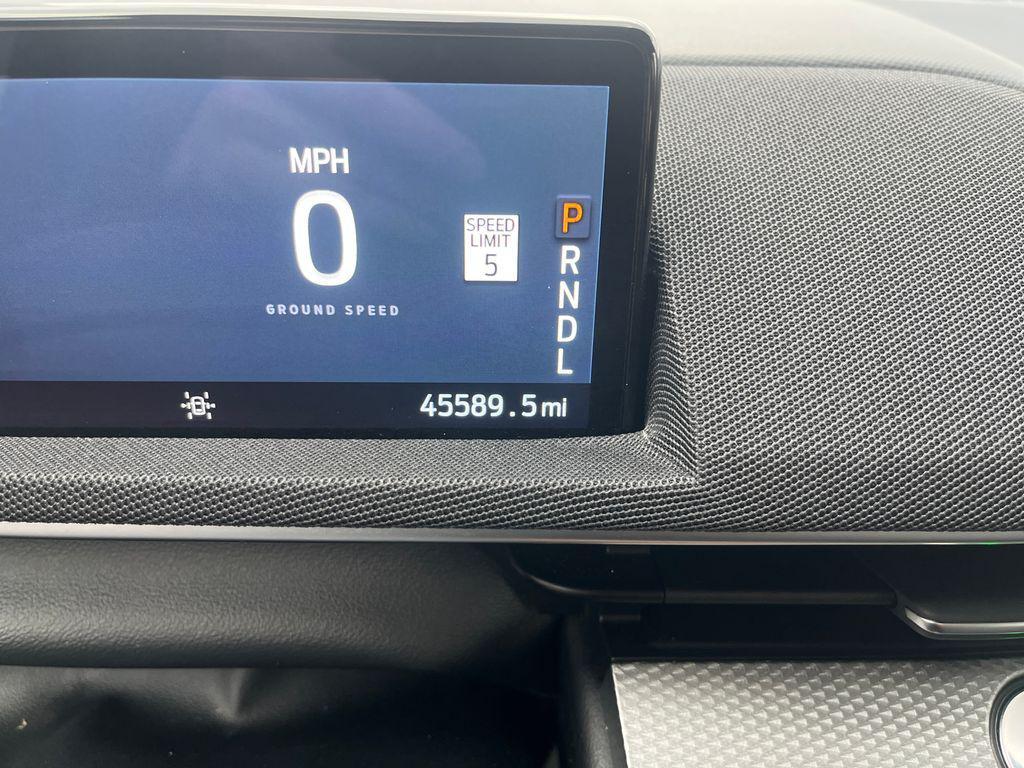 MPH
0
GROUND SPEED
SPEED
LIMIT
5
P
R
N
D
L
45589.5 mi